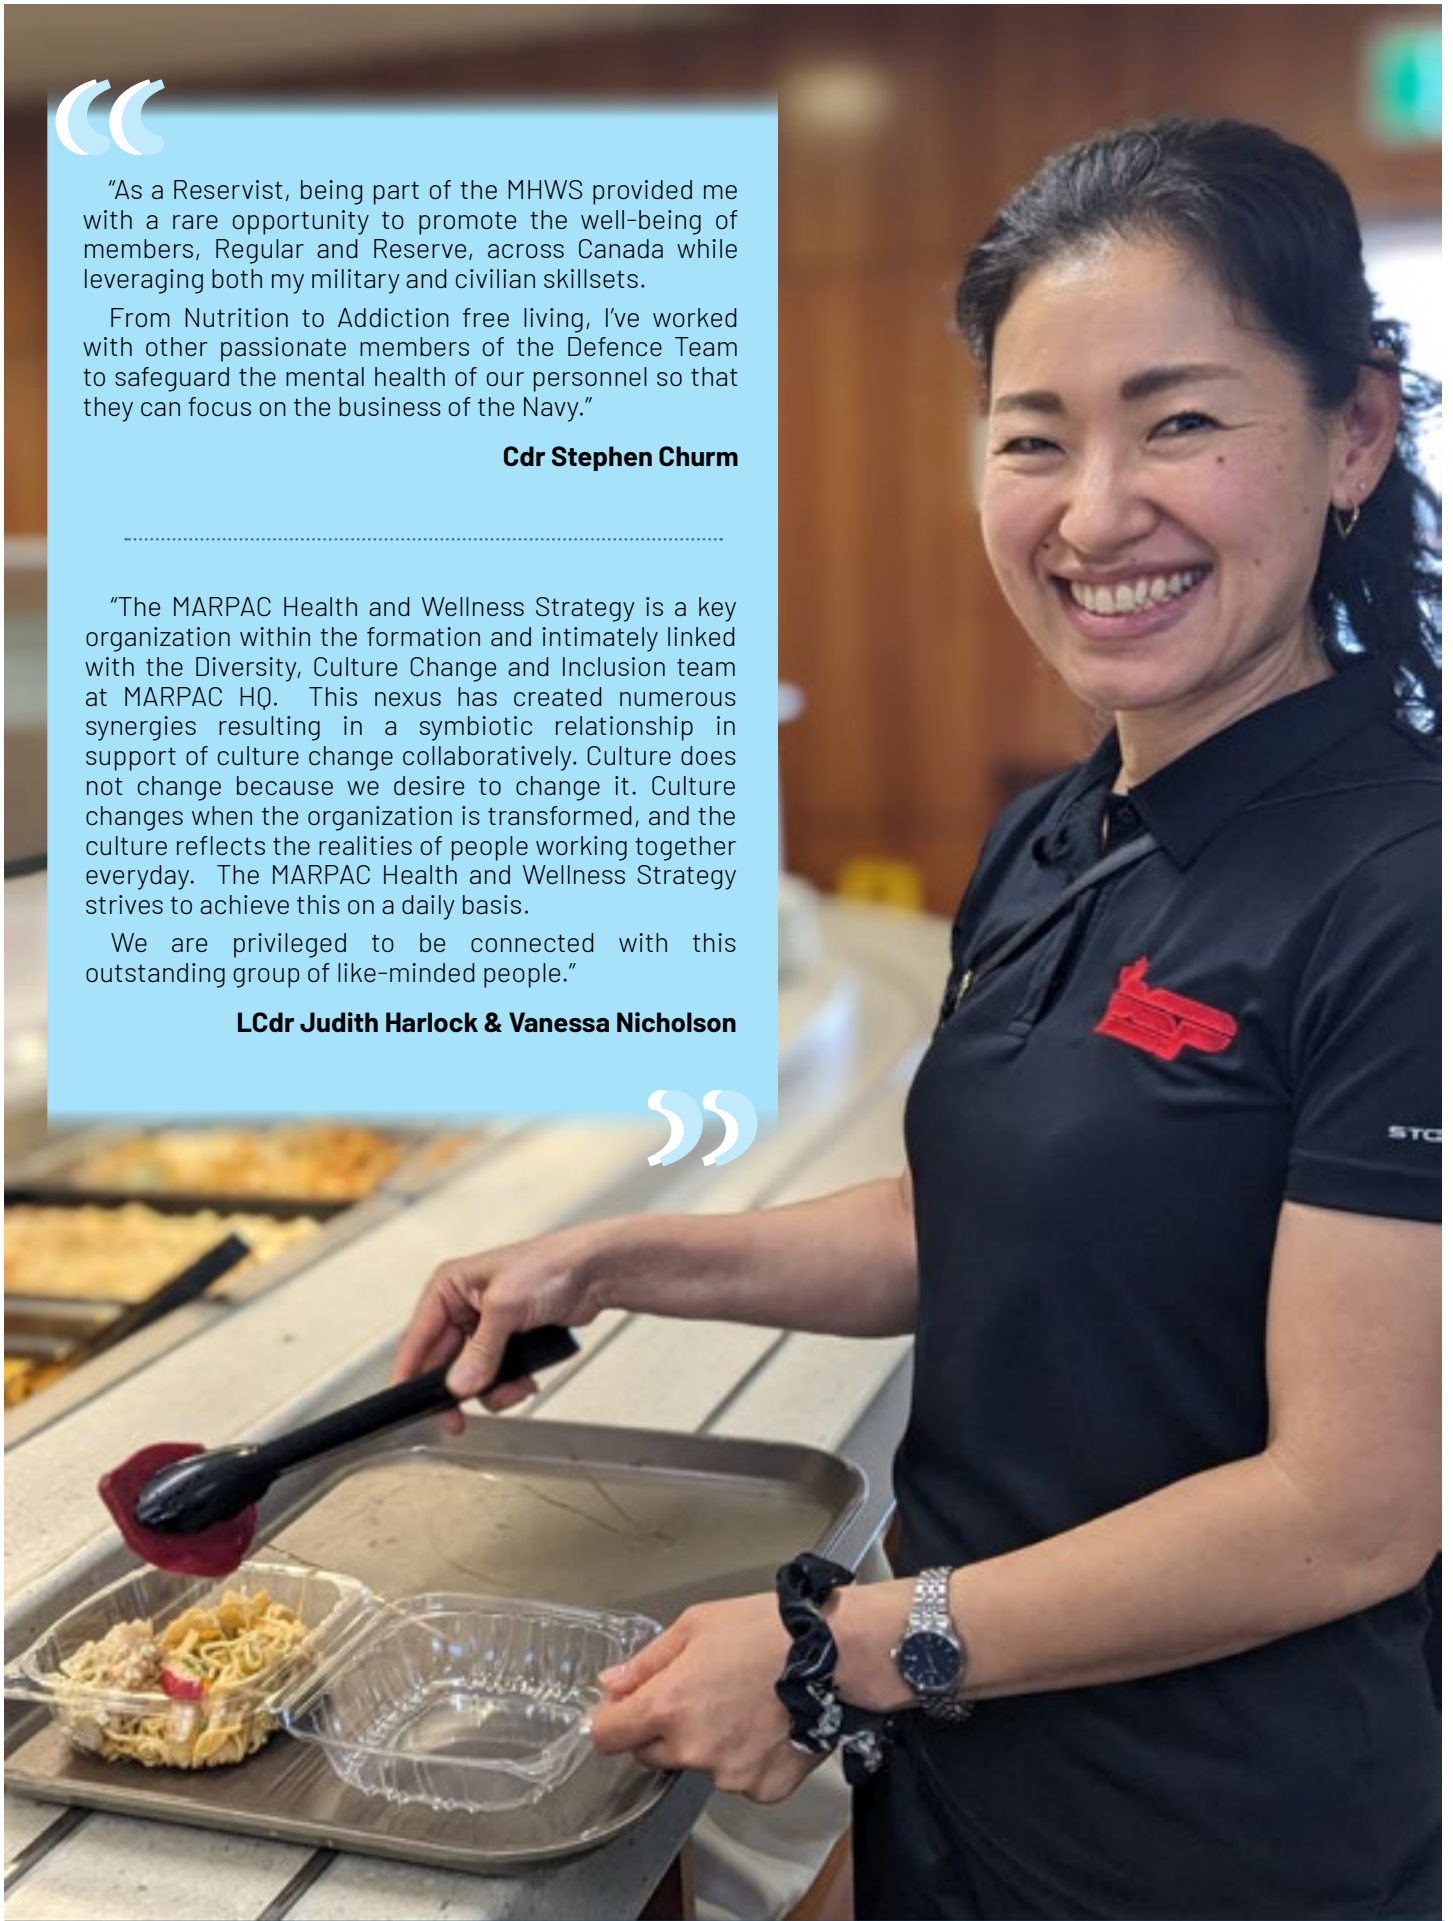 “As a Reservist, being part of the MHWS provided me
with a rare opportunity to promote the well-being of
members, Regular and Reserve, across Canada while
leveraging both my military and civilian skillsets.
From Nutrition to Addiction free living, I’ve worked
with other passionate members of the Defence Team
to safeguard the mental health of our personnel so that
they can focus on the business of the Navy.”
Cdr Stephen Churm
“The MARPAC Health and Wellness Strategy is a key
organization within the formation and intimately linked
with the Diversity, Culture Change and Inclusion team
at MARPAC HQ. This nexus has created numerous
synergies resulting in a symbiotic relationship in
support of culture change collaboratively. Culture does
not change because we desire to change it. Culture
changes when the organization is transformed, and the
culture reflects the realities of people working together
everyday. The MARPAC Health and Wellness Strategy
strives to achieve this on a daily basis.
We are privileged to be connected with this
outstanding group of like-minded people.”
LCdr Judith Harlock & Vanessa Nicholson